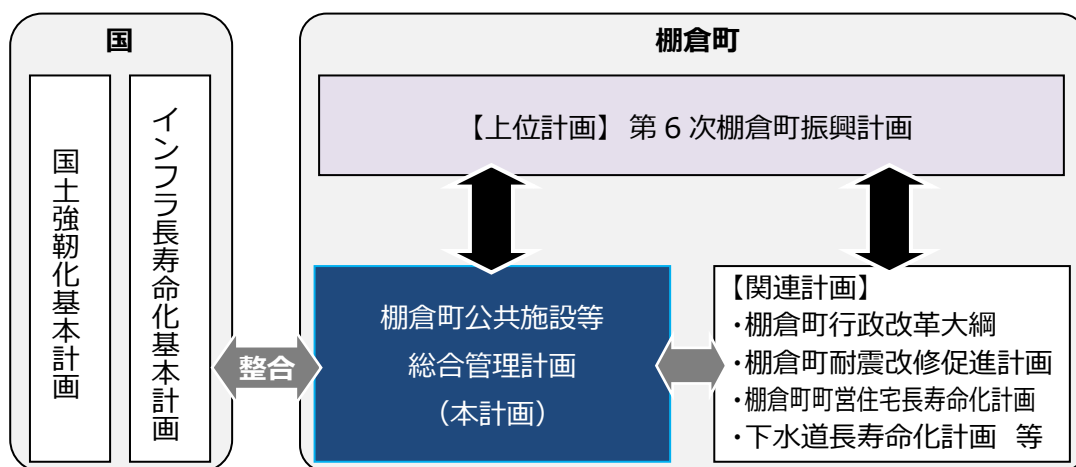 国
国土強靭化基本計画
インフラ長寿命化基本計画
整合
棚倉町
【上位計画】 第6次棚倉町振興計画
棚倉町公共施設等
総合管理計画
（本計画）
【関連計画】
・棚倉町行政改革大綱
・棚倉町耐震改修促進計画
・棚倉町町営住宅長寿命化計画
・下水道長寿命化計画 等